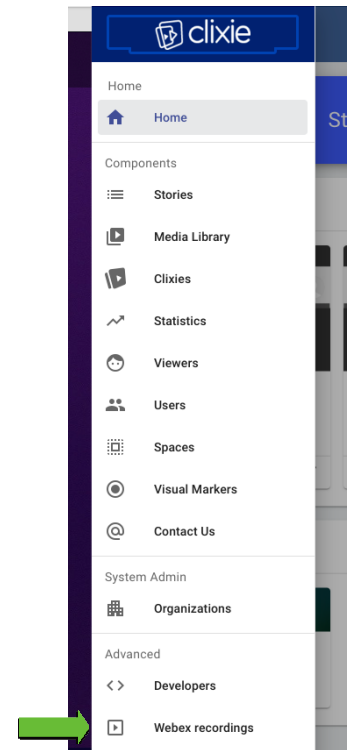 clixie
Home
Home
St
Components
Stories
Media Library
Clixies
Statistics
Viewers
Users
Spaces
Visual Markers
Contact Us
System Admin
Organizations
Advanced
Developers
Webex recordings